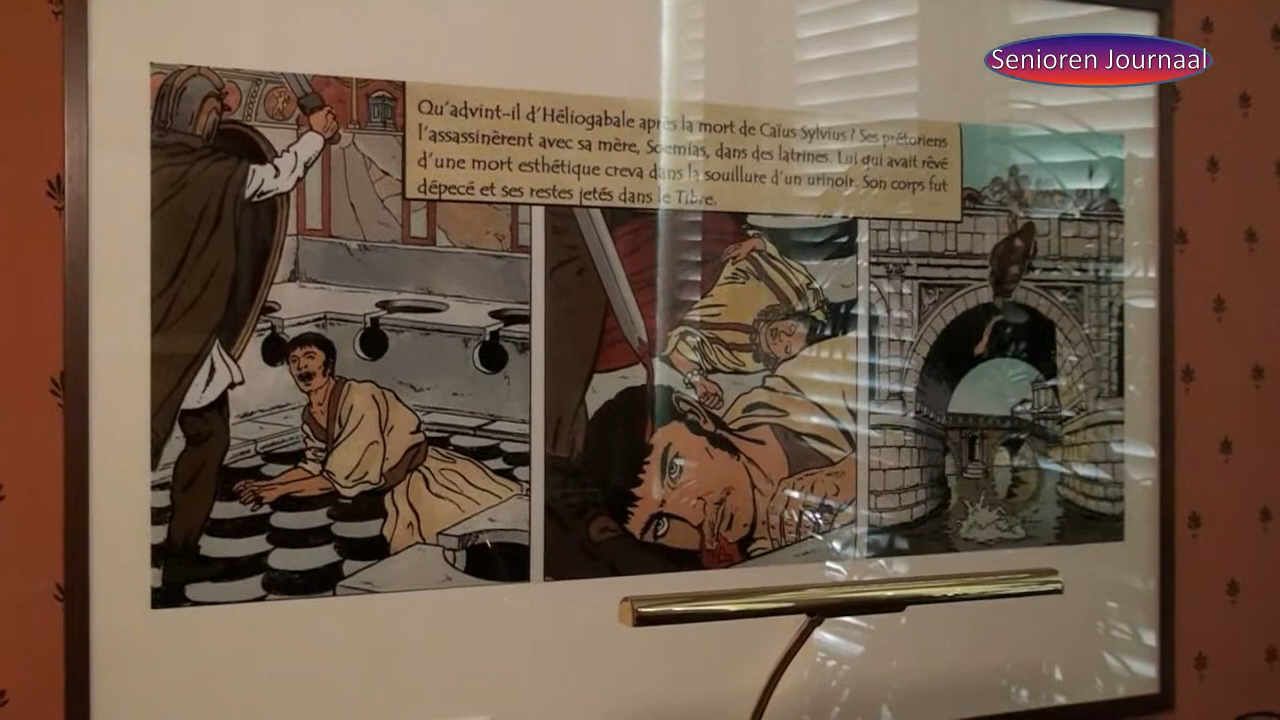 Senioren Journaal
Qu'advint-il d'Héliogabale après la mort de Caïus Sylvius ? Ses prétoriens
l'assassinèrent avec sa mère, Soemias, dans des latrines. Lui qui avait rêvé
d'une mort esthétique creva dans la souillure d'un urinoir. Son corps fut
dépecé et ses restes jetés dans le Tibre.